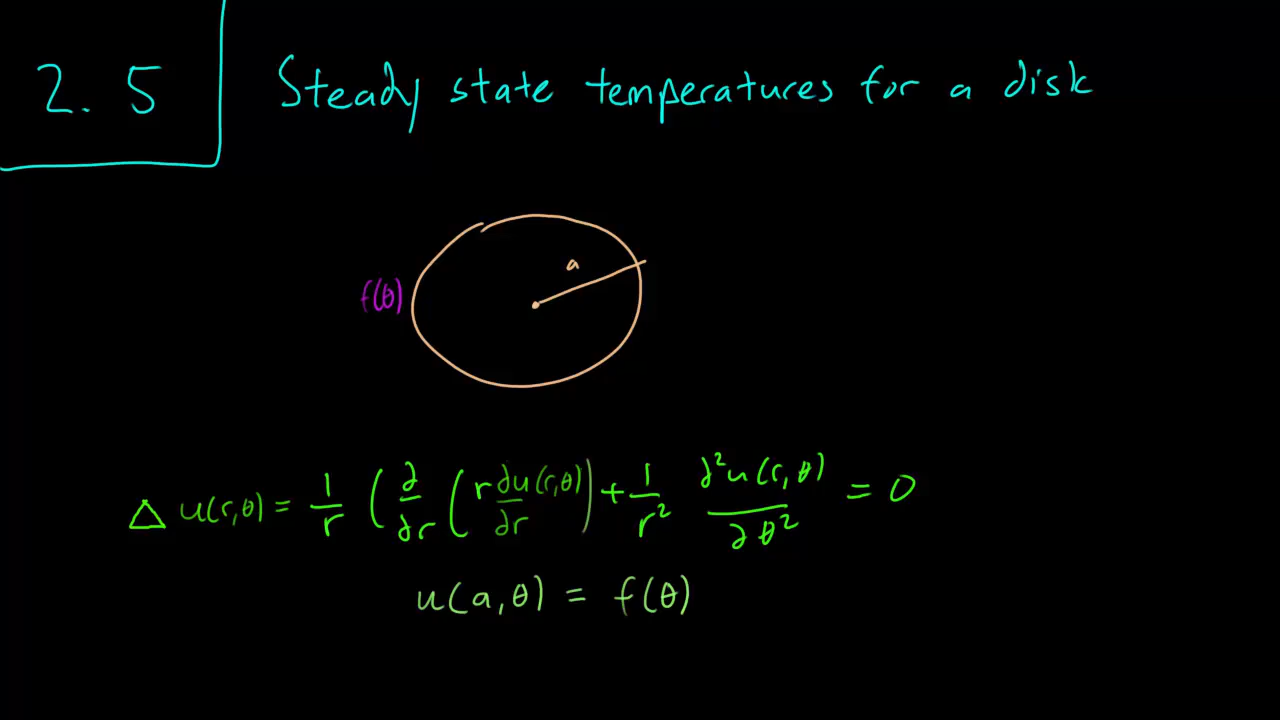 2.5 Steady state temperatures for a disk
a
f(θ)
Δ u(r,θ) = 1/r (∂/∂r (r ∂u(r,θ)/∂r) + 1/r² ∂²u(r,θ)/∂θ² = 0
u(a,θ) = f(θ)